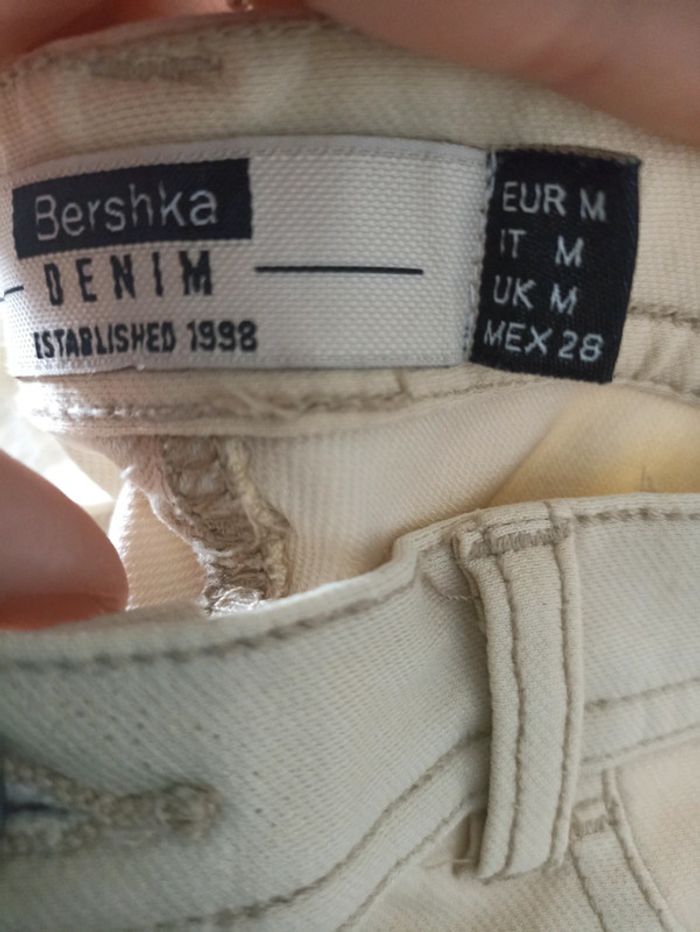 Bershka
DENIM
ESTABLISHED 1998
EUR M
IT M
UK M
MEX 28